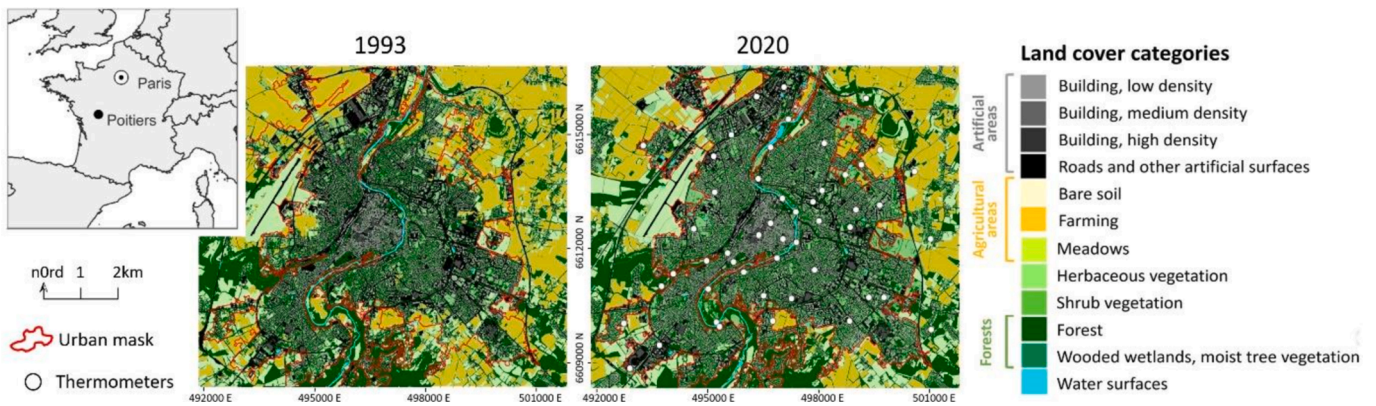 Paris
Poitiers
1993
2020
Land cover categories
Artificial
areas
Building, low density
Building, medium density
Building, high density
Roads and other artificial surfaces
Agricultural
areas
Bare soil
Farming
Meadows
Herbaceous vegetation
Shrub vegetation
Forests
Forest
Wooded wetlands, moist tree vegetation
Water surfaces
n0rd 1 2km
Urban mask
Thermometers
6615000 N
6612000 N
6609000 N
492000 E 495000 E 498000 E 501000 E
492000 E 495000 E 498000 E 501000 E